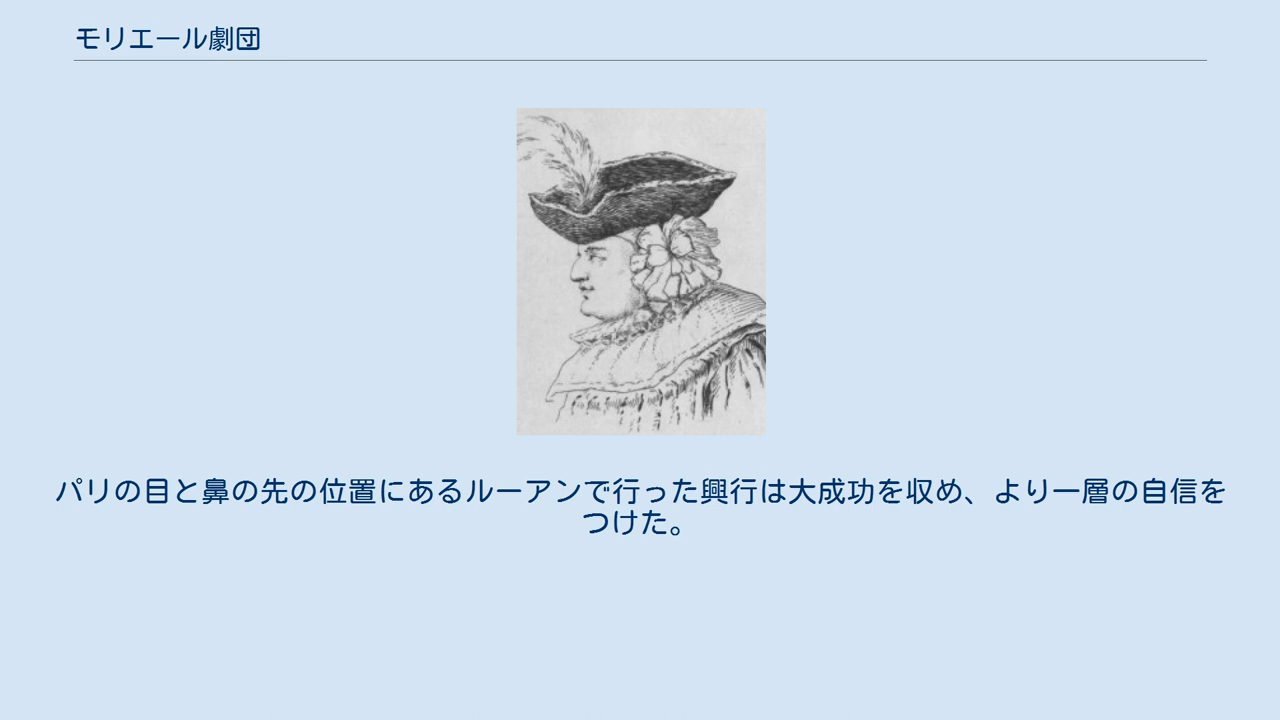 モリエール劇団
パリの目と鼻の先の位置にあるルーアンで行った興行は大成功を収め、より一層の自信を
つけた。